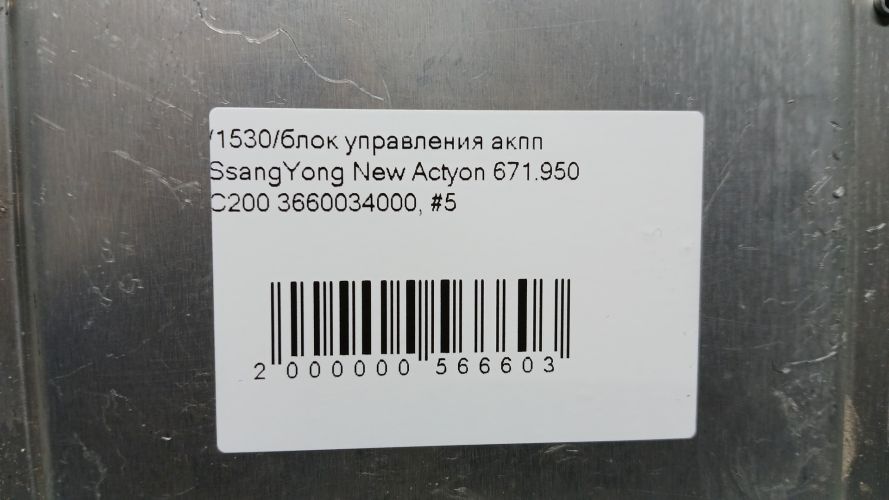 /1530/блок управления акпп
SsangYong New Actyon 671.950
C200 3660034000, #5
2 000000 566603